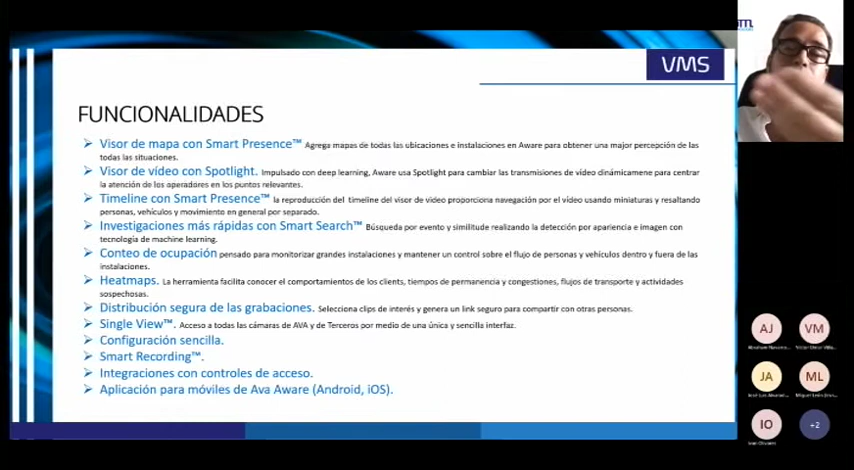 VMS
FUNCIONALIDADES
Visor de mapa con Smart Presence™ Agrega mapas de todas las ubicaciones e instalaciones en Aware para obtener una major percepción de las
todas las situaciones.
Visor de vídeo con Spotlight. Impulsado con deep learning, Aware usa Spotlight para cambiar las transmisiones de vídeo dinámicamene para centrar
la atención de los operadores en los puntos relevantes.
Timeline con Smart Presence™ la reproducción del timeline del visor de video proporciona navegación por el vídeo usando miniaturas y resaltando
personas, vehículos y movimiento en general por separado.
Investigaciones más rápidas con Smart Search™ Búsqueda por evento y similitude realizando la detección por apariencia e imagen con
tecnología de machine learning.
Conteo de ocupación pensado para monitorizar grandes instalaciones y mantener un control sobre el flujo de personas y vehículos dentro y fuera de las
instalaciones.
Heatmaps. La herramienta facilita conocer el comportamientos de los clients, tiempos de permanencia y congestiones, flujos de transporte y actividades
sospechosas.
Distribución segura de las grabaciones. Selecciona clips de interés y genera un link seguro para compartir con otras personas.
Single View™. Acceso a todas las cámaras de AVA y de Terceros por medio de una única y sencilla interfaz.
Configuración sencilla.
Smart Recording™.
Integraciones con controles de acceso.
Aplicación para móviles de Ava Aware (Android, iOS).
AJ VM
JA ML
José Luis Miguel León
IO +2